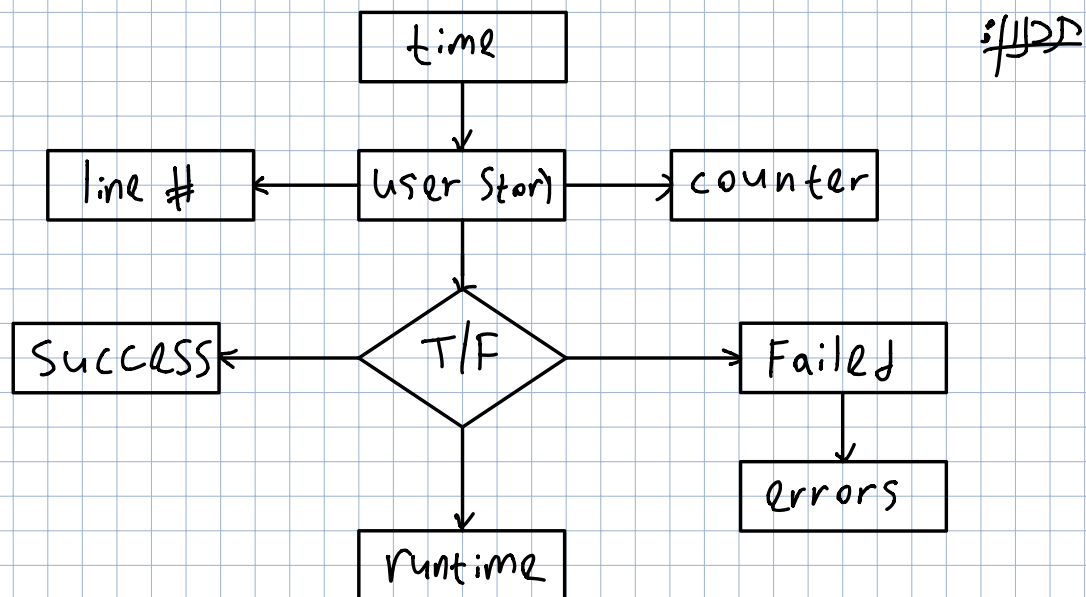 time
line #
user Story
counter
T/F
Success
Failed
errors
runtime